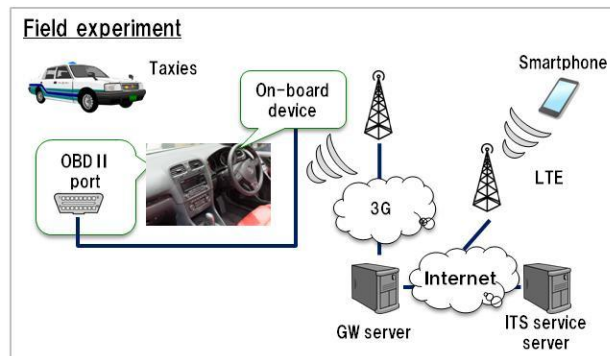 Field experiment
Taxies
On-board
device
Smartphone
OBD II
port
LTE
3G
Internet
GW server
ITS service
server